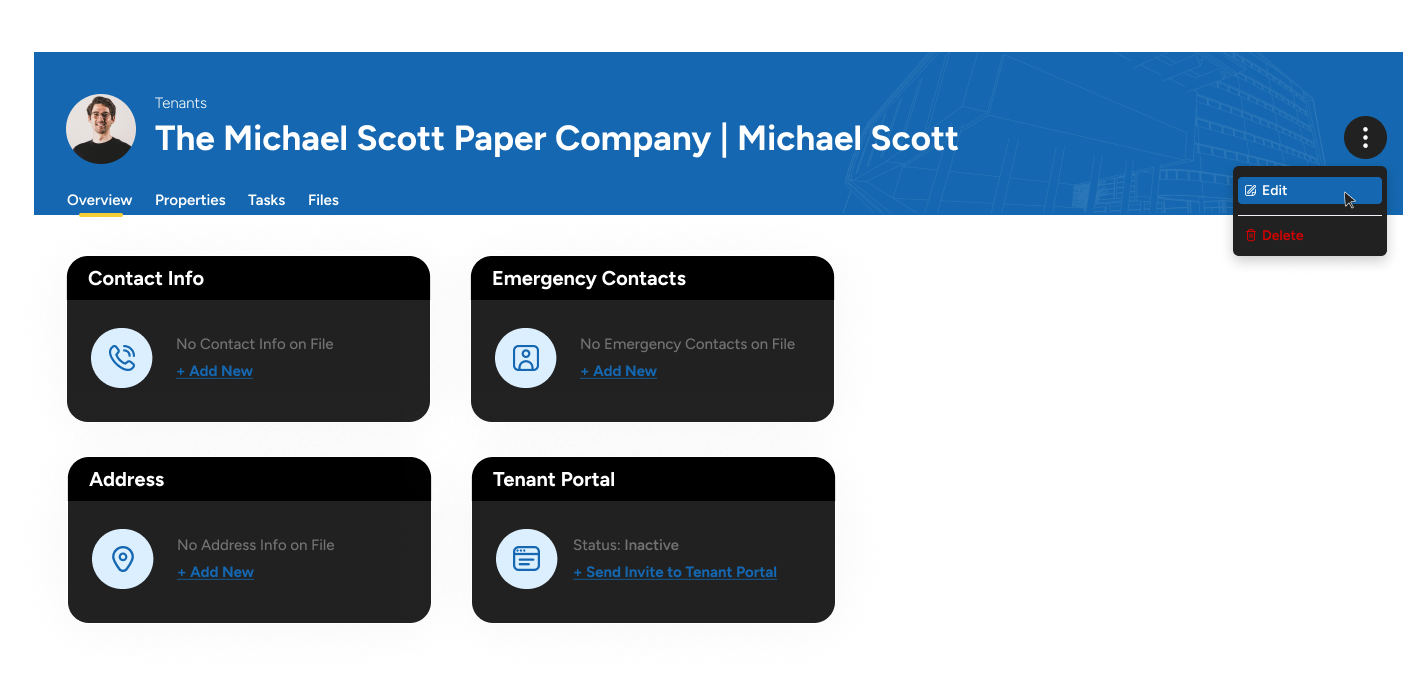 Tenants
The Michael Scott Paper Company | Michael Scott
Overview Properties Tasks Files
Edit
Delete
Contact Info
No Contact Info on File
+ Add New
Emergency Contacts
No Emergency Contacts on File
+ Add New
Address
No Address Info on File
+ Add New
Tenant Portal
Status: Inactive
+ Send Invite to Tenant Portal